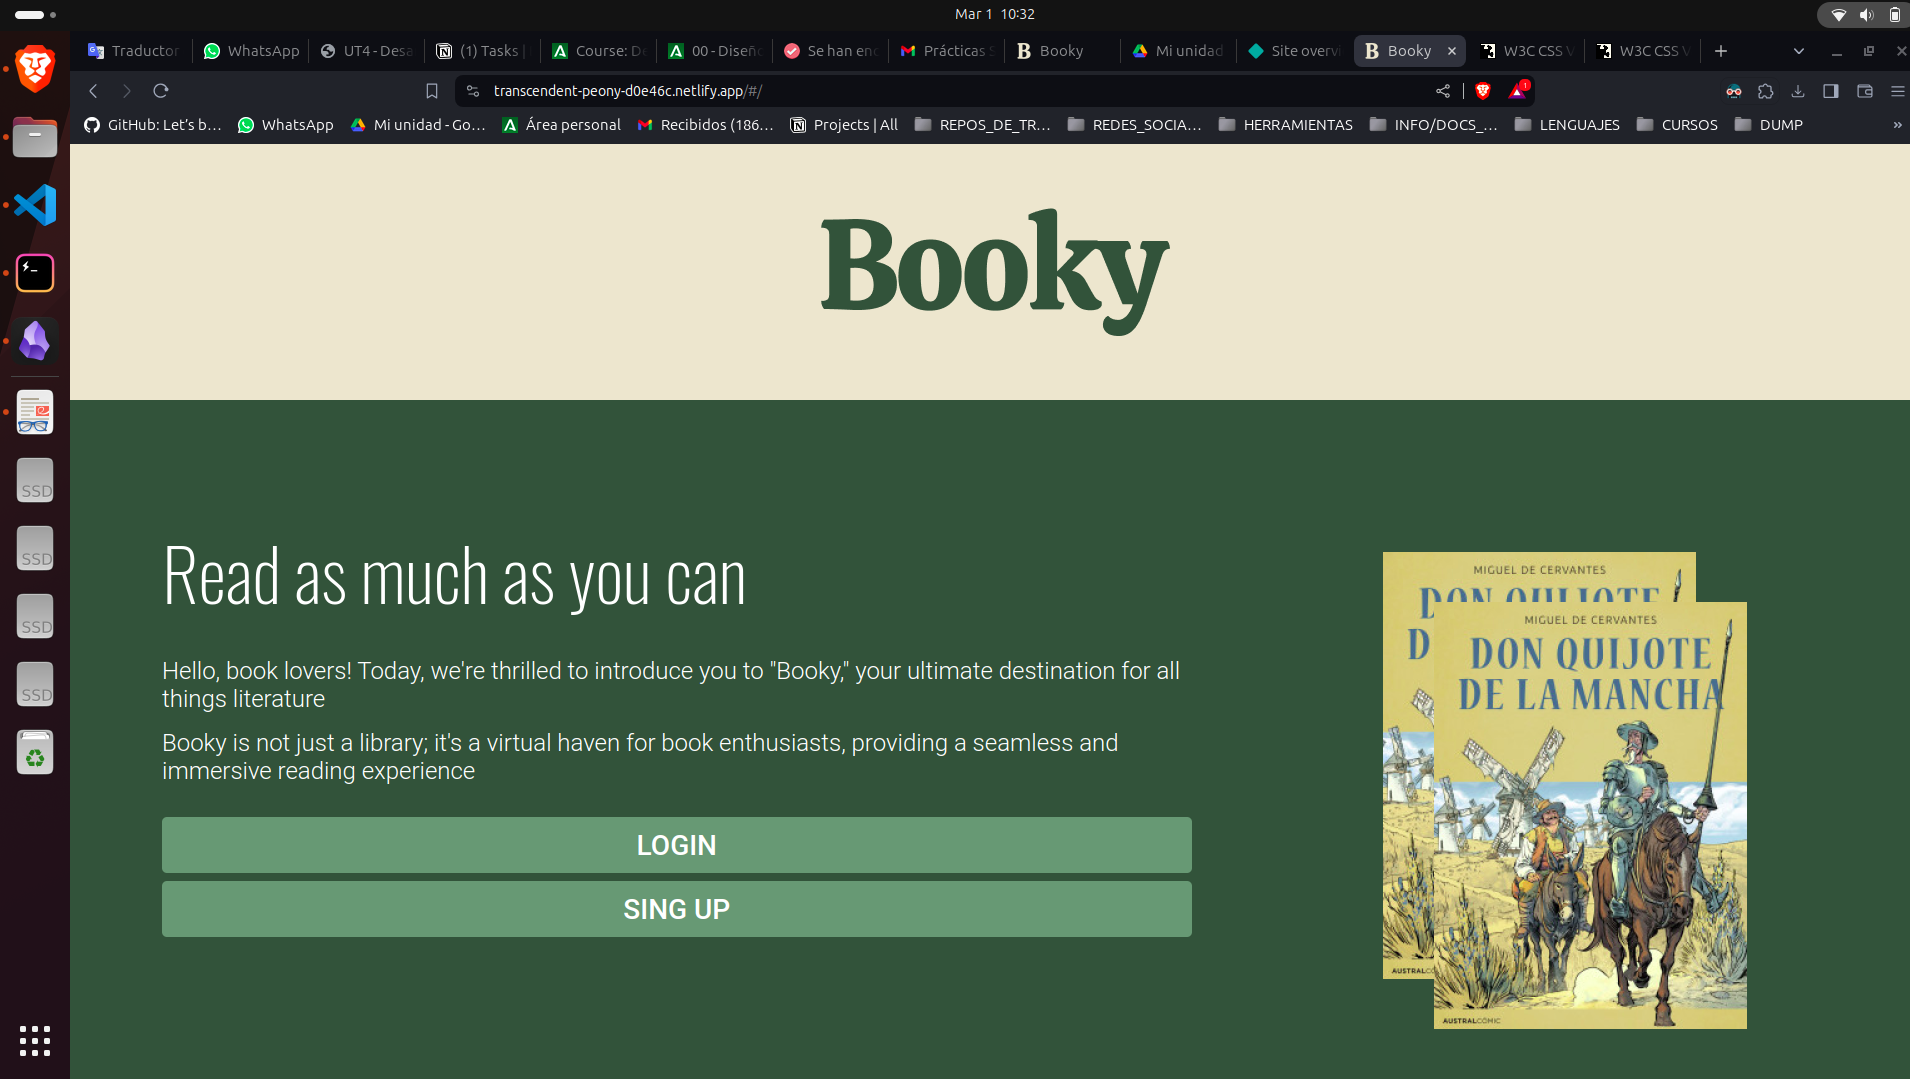 Mar 1 10:32
Traductor
WhatsApp
UT4 - Desa
(1) Tasks |
Course: De
00 - Diseño
Se han en
Prácticas S
Booky
Mi unidad
Site overvi
Booky
W3C CSS V
W3C CSS V
transcendent-peony-d0e46c.netlify.app/#/
1
GitHub: Let's b...
WhatsApp
Mi unidad - Go...
Área personal
Recibidos (186...
Projects | All
REPOS_DE_TR...
REDES_SOCIA...
HERRAMIENTAS
INFO/DOCS_...
LENGUAJES
CURSOS
DUMP
Booky
Read as much as you can
Hello, book lovers! Today, we're thrilled to introduce you to "Booky," your ultimate destination for all
things literature
Booky is not just a library; it's a virtual haven for book enthusiasts, providing a seamless and
immersive reading experience
LOGIN
SING UP
MIGUEL DE CERVANTES
DON QUIJOTE
D
AUSTRALCO
MIGUEL DE CERVANTES
DON QUIJOTE
DE LA MANCHA
AUSTRALCÓMIC
SSD
SSD
SSD
SSD